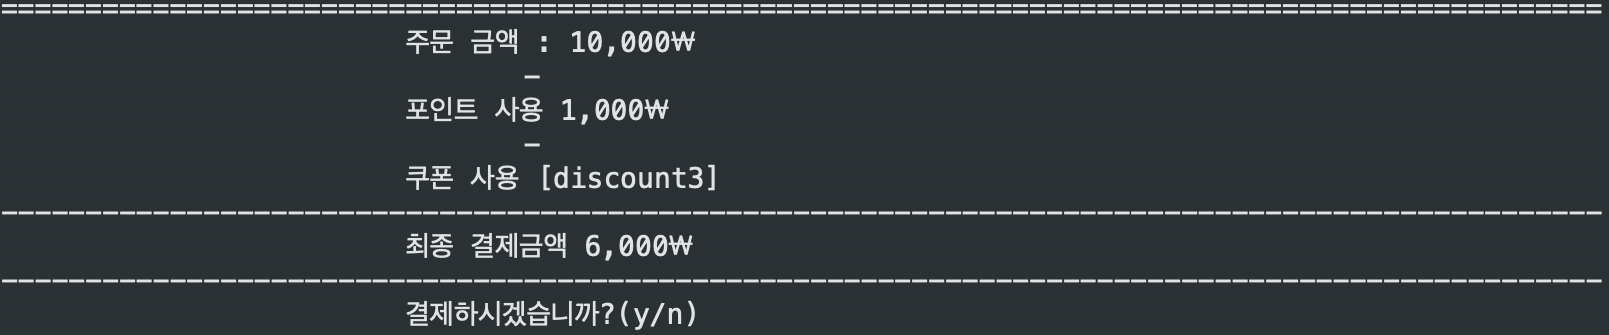 ===============================================================================================
주문 금액 : 10,000₩
-
포인트 사용 1,000₩
-
쿠폰 사용 [discount3]
-----------------------------------------------------------------------------------------------
최종 결제금액 6,000₩
-----------------------------------------------------------------------------------------------
결제하시겠습니까?(y/n)